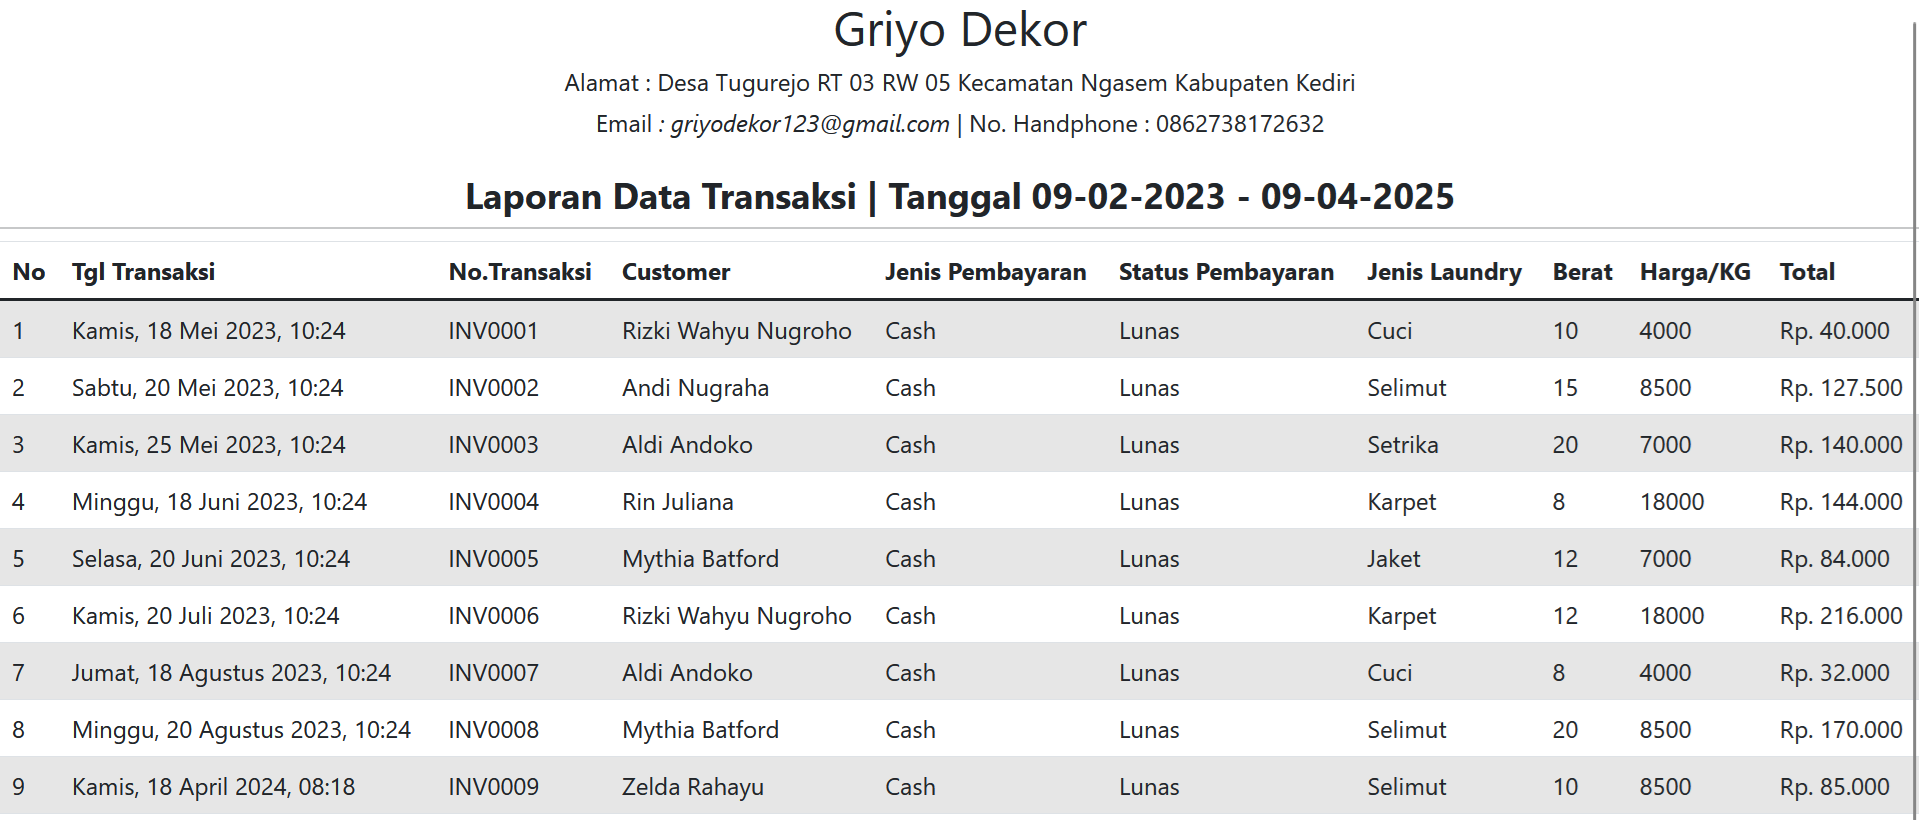 Griyo Dekor
Alamat : Desa Tugurejo RT 03 RW 05 Kecamatan Ngasem Kabupaten Kediri
Email : griyodekor123@gmail.com | No. Handphone : 0862738172632
Laporan Data Transaksi | Tanggal 09-02-2023 - 09-04-2025
No Tgl Transaksi No.Transaksi Customer Jenis Pembayaran Status Pembayaran Jenis Laundry Berat Harga/KG Total
1 Kamis, 18 Mei 2023, 10:24 INV0001 Rizki Wahyu Nugroho Cash Lunas Cuci 10 4000 Rp. 40.000
2 Sabtu, 20 Mei 2023, 10:24 INV0002 Andi Nugraha Cash Lunas Selimut 15 8500 Rp. 127.500
3 Kamis, 25 Mei 2023, 10:24 INV0003 Aldi Andoko Cash Lunas Setrika 20 7000 Rp. 140.000
4 Minggu, 18 Juni 2023, 10:24 INV0004 Rin Juliana Cash Lunas Karpet 8 18000 Rp. 144.000
5 Selasa, 20 Juni 2023, 10:24 INV0005 Mythia Batford Cash Lunas Jaket 12 7000 Rp. 84.000
6 Kamis, 20 Juli 2023, 10:24 INV0006 Rizki Wahyu Nugroho Cash Lunas Karpet 12 18000 Rp. 216.000
7 Jumat, 18 Agustus 2023, 10:24 INV0007 Aldi Andoko Cash Lunas Cuci 8 4000 Rp. 32.000
8 Minggu, 20 Agustus 2023, 10:24 INV0008 Mythia Batford Cash Lunas Selimut 20 8500 Rp. 170.000
9 Kamis, 18 April 2024, 08:18 INV0009 Zelda Rahayu Cash Lunas Selimut 10 8500 Rp. 85.000